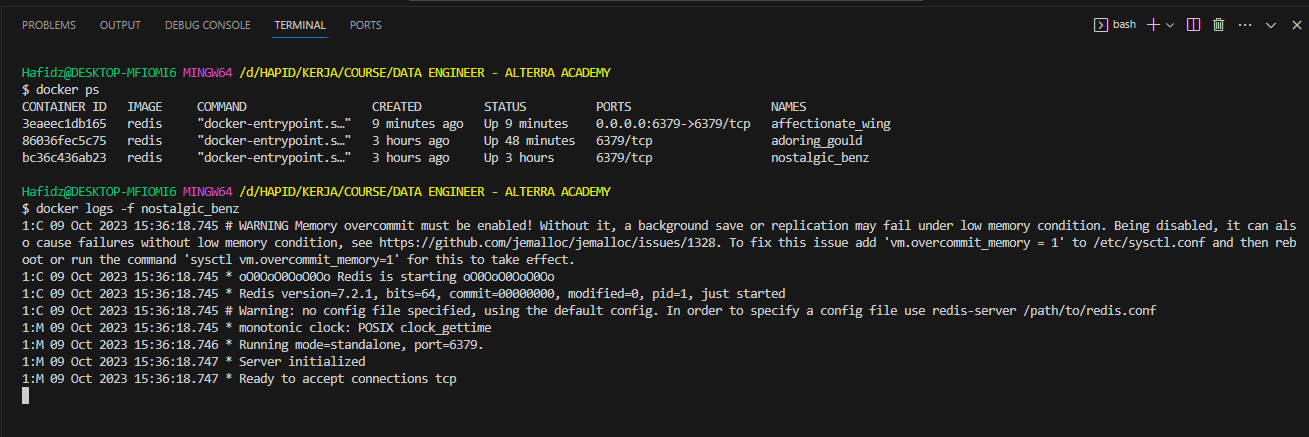 PROBLEMS OUTPUT DEBUG CONSOLE TERMINAL PORTS bash
Hafidz@DESKTOP-MFIOMI6 MINGW64 /d/HAPID/KERJA/COURSE/DATA ENGINEER - ALTERRA ACADEMY
$ docker ps
CONTAINER ID IMAGE COMMAND CREATED STATUS PORTS NAMES
3eaeec1db165 redis "docker-entrypoint.s…" 9 minutes ago Up 9 minutes 0.0.0.0:6379->6379/tcp affectionate_wing
86036fec5c75 redis "docker-entrypoint.s…" 3 hours ago Up 48 minutes 6379/tcp adoring_gould
bc36c436ab23 redis "docker-entrypoint.s…" 3 hours ago Up 3 hours 6379/tcp nostalgic_benz
Hafidz@DESKTOP-MFIOMI6 MINGW64 /d/HAPID/KERJA/COURSE/DATA ENGINEER - ALTERRA ACADEMY
$ docker logs -f nostalgic_benz
1:C 09 Oct 2023 15:36:18.745 # WARNING Memory overcommit must be enabled! Without it, a background save or replication may fail under low memory condition. Being disabled, it can als
o cause failures without low memory condition, see https://github.com/jemalloc/jemalloc/issues/1328. To fix this issue add 'vm.overcommit_memory = 1' to /etc/sysctl.conf and then reb
oot or run the command 'sysctl vm.overcommit_memory=1' for this to take effect.
1:C 09 Oct 2023 15:36:18.745 * oO0OoO0OoO0Oo Redis is starting oO0OoO0OoO0Oo
1:C 09 Oct 2023 15:36:18.745 * Redis version=7.2.1, bits=64, commit=00000000, modified=0, pid=1, just started
1:C 09 Oct 2023 15:36:18.745 # Warning: no config file specified, using the default config. In order to specify a config file use redis-server /path/to/redis.conf
1:M 09 Oct 2023 15:36:18.745 * monotonic clock: POSIX clock_gettime
1:M 09 Oct 2023 15:36:18.746 * Running mode=standalone, port=6379.
1:M 09 Oct 2023 15:36:18.747 * Server initialized
1:M 09 Oct 2023 15:36:18.747 * Ready to accept connections tcp